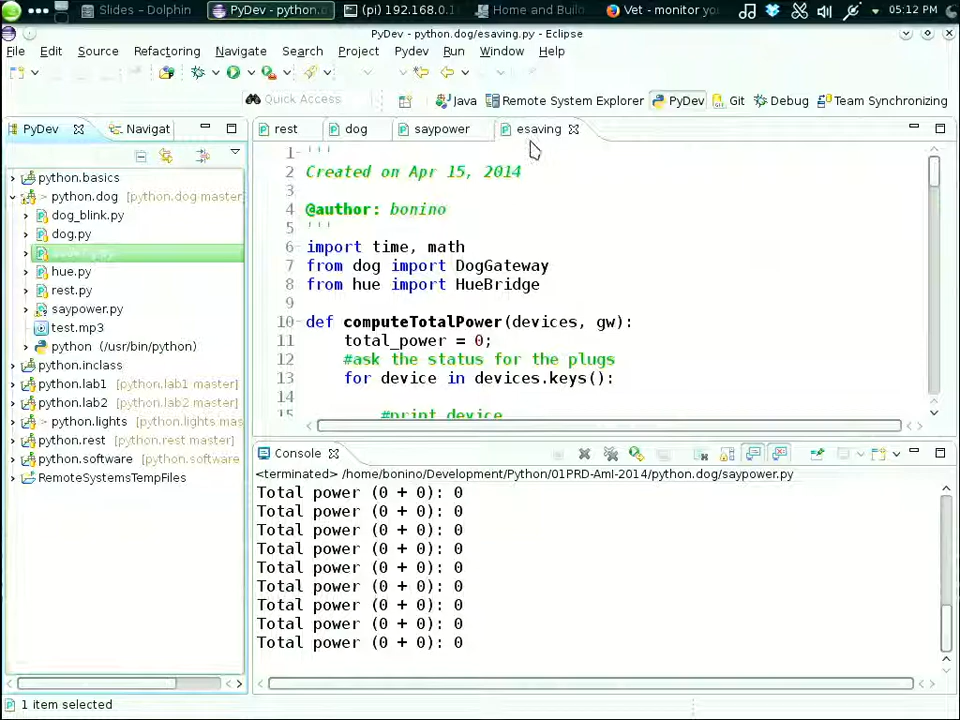 Slides – Dolphin
PyDev - python.
(pi) 192.168.0.1
Home and Buil
Vet - monitor yo
05:12 PM
PyDev - python.dog/esaving.py - Eclipse
File Edit Source Refactoring Navigate Search Project Pydev Run Window Help
Quick Access
Java Remote System Explorer PyDev Git Debug Team Synchronizing
PyDev Navigat
rest dog saypower esaving
python.basics
> python.dog [python.dog master]
dog_blink.py
dog.py
hue.py
rest.py
saypower.py
test.mp3
python (/usr/bin/python)
python.inclass
python.lab1 [python.lab1 master]
python.lab2 [python.lab2 master]
> python.lights [python.lights mas
python.rest [python.rest master]
python.software [python.software
RemoteSystemsTempFiles
1 '''
2 Created on Apr 15, 2014
3
4 @author: bonino
5 '''
6 import time, math
7 from dog import DogGateway
8 from hue import HueBridge
9
10 def computeTotalPower(devices, gw):
11 total_power = 0;
12 #ask the status for the plugs
13 for device in devices.keys():
14
15 #print device
Console
<terminated> /home/bonino/Development/Python/01PRD-AMI-2014/python.dog/saypower.py
Total power (0 + 0): 0
Total power (0 + 0): 0
Total power (0 + 0): 0
Total power (0 + 0): 0
Total power (0 + 0): 0
Total power (0 + 0): 0
Total power (0 + 0): 0
Total power (0 + 0): 0
Total power (0 + 0): 0
1 item selected